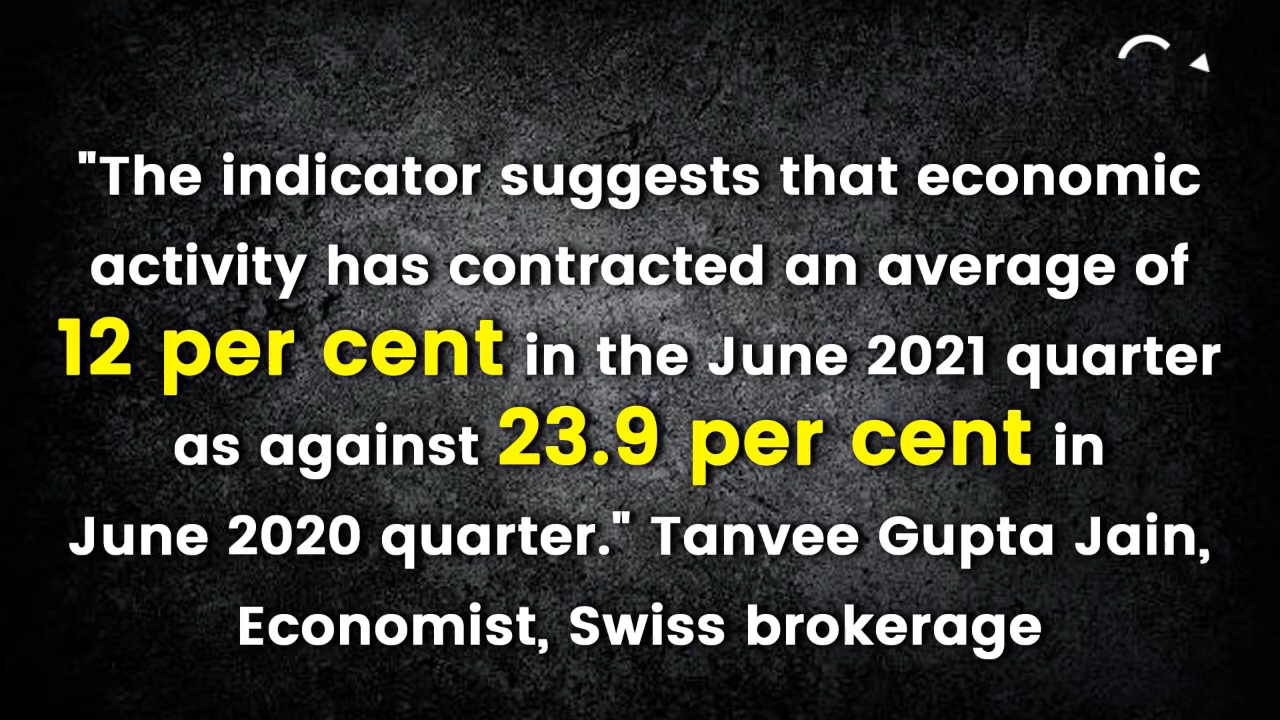 "The indicator suggests that economic
activity has contracted an average of
12 per cent in the June 2021 quarter
as against 23.9 per cent in
June 2020 quarter." Tanvee Gupta Jain,
Economist, Swiss brokerage